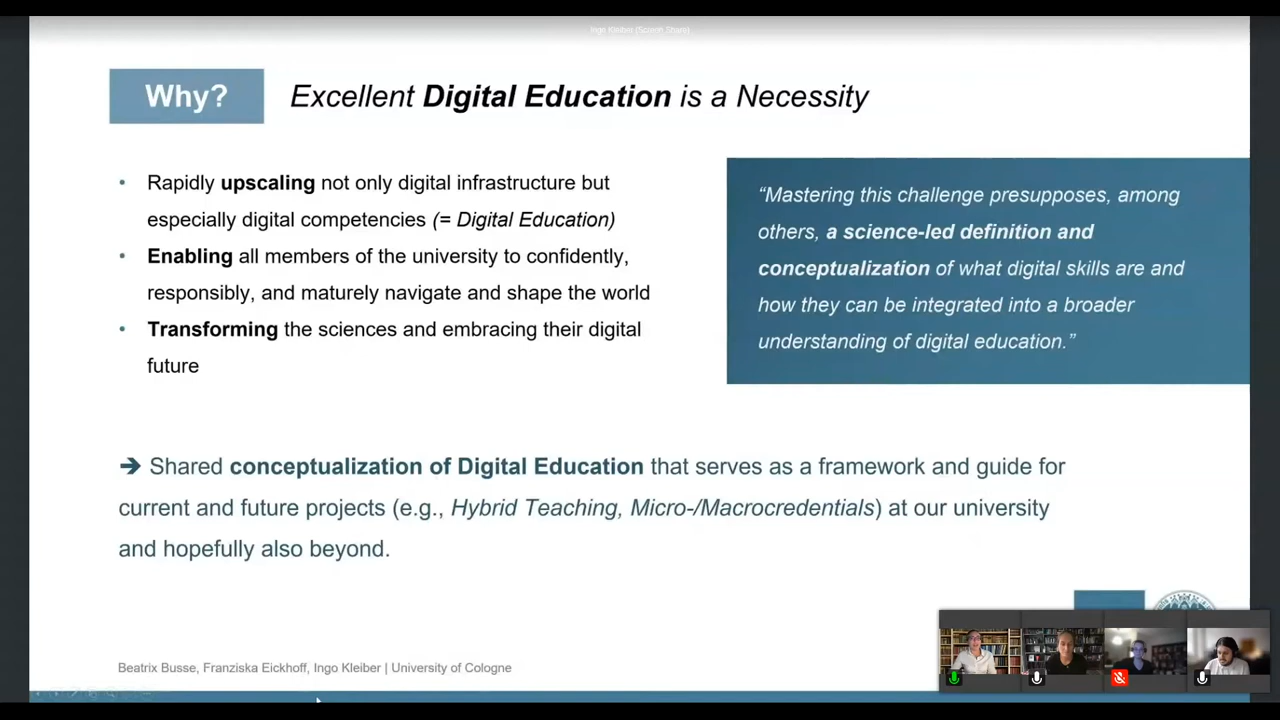 Ingo Kleiber (Screen Share)
Why?
Excellent Digital Education is a Necessity
• Rapidly upscaling not only digital infrastructure but
especially digital competencies (= Digital Education)
• Enabling all members of the university to confidently,
responsibly, and maturely navigate and shape the world
• Transforming the sciences and embracing their digital
future
“Mastering this challenge presupposes, among
others, a science-led definition and
conceptualization of what digital skills are and
how they can be integrated into a broader
understanding of digital education.”
➔ Shared conceptualization of Digital Education that serves as a framework and guide for
current and future projects (e.g., Hybrid Teaching, Micro-/Macrocredentials) at our university
and hopefully also beyond.
Beatrix Busse, Franziska Eickhoff, Ingo Kleiber | University of Cologne